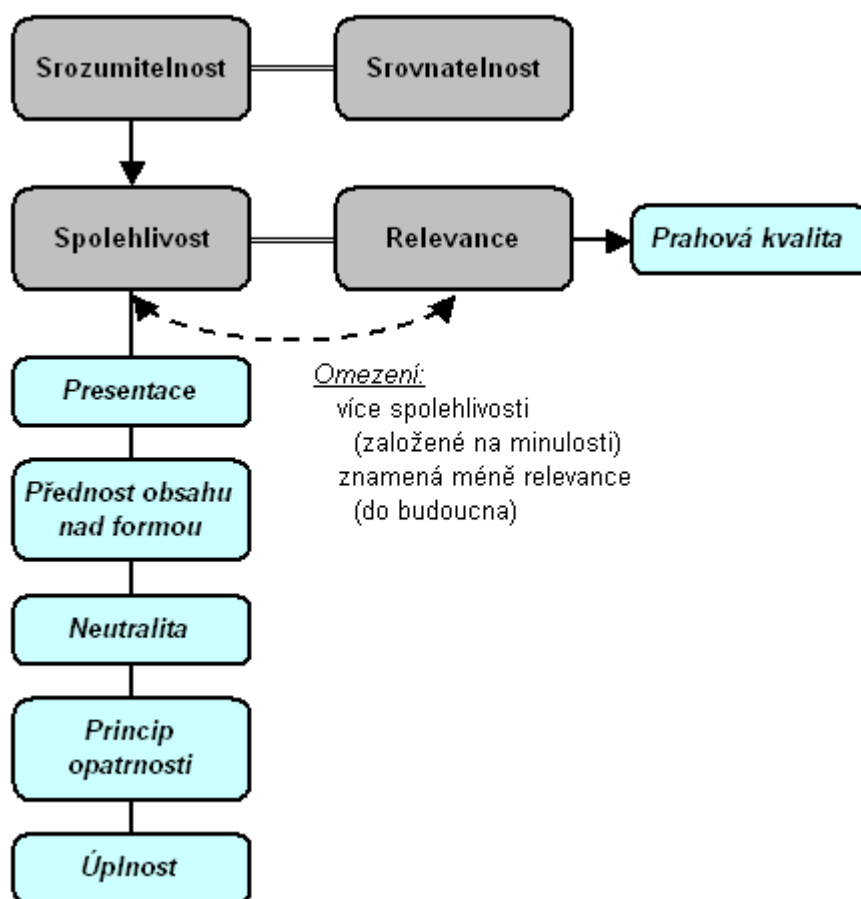 Srozumitelnost
Srovnatelnost
Spolehlivost
Relevance
Prahová kvalita
Presentace
Omezení:
více spolehlivosti
(založené na minulosti)
znamená méně relevance
(do budoucna)
Přednost obsahu
nad formou
Neutralita
Princip
opatrnosti
Úplnost